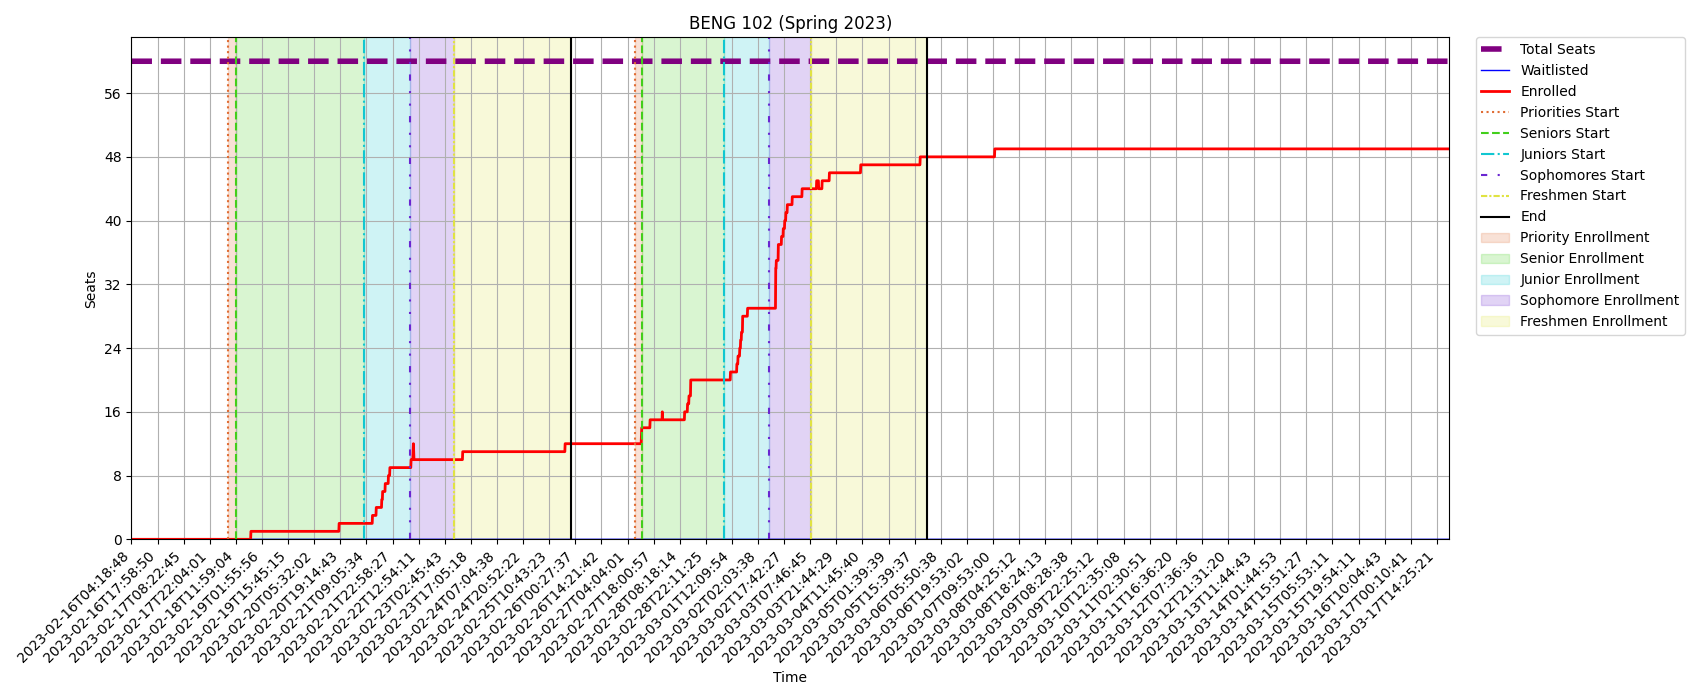 BENG 102 (Spring 2023)
Total Seats
Waitlisted
Enrolled
Priorities Start
Seniors Start
Juniors Start
Sophomores Start
Freshmen Start
End
Priority Enrollment
Senior Enrollment
Junior Enrollment
Sophomore Enrollment
Freshmen Enrollment
Seats
56
48
40
32
24
16
8
0
2023-02-16T04:18:48
2023-02-16T17:58:50
2023-02-17T08:22:45
2023-02-17T22:04:01
2023-02-18T11:59:04
2023-02-19T01:55:56
2023-02-19T15:45:15
2023-02-20T05:32:02
2023-02-20T19:14:43
2023-02-21T09:05:34
2023-02-21T22:58:27
2023-02-22T12:54:11
2023-02-23T02:45:43
2023-02-23T17:05:18
2023-02-24T07:04:38
2023-02-24T20:52:22
2023-02-25T10:43:23
2023-02-26T00:27:37
2023-02-26T14:21:42
2023-02-27T04:04:01
2023-02-27T18:00:57
2023-02-28T08:18:14
2023-02-28T22:11:25
2023-03-01T12:09:54
2023-03-02T02:03:38
2023-03-02T17:42:27
2023-03-03T07:46:45
2023-03-03T21:44:29
2023-03-04T11:45:40
2023-03-05T01:39:39
2023-03-05T15:39:37
2023-03-06T05:50:38
2023-03-06T19:53:02
2023-03-07T09:53:00
2023-03-08T04:25:12
2023-03-08T18:24:13
2023-03-09T08:28:38
2023-03-09T22:25:12
2023-03-10T12:35:08
2023-03-11T02:30:51
2023-03-11T16:36:20
2023-03-12T07:36:36
2023-03-12T21:31:20
2023-03-13T11:44:43
2023-03-14T01:44:53
2023-03-14T15:51:27
2023-03-15T05:53:11
2023-03-15T19:54:11
2023-03-16T10:04:43
2023-03-17T00:10:41
2023-03-17T14:25:21
Time